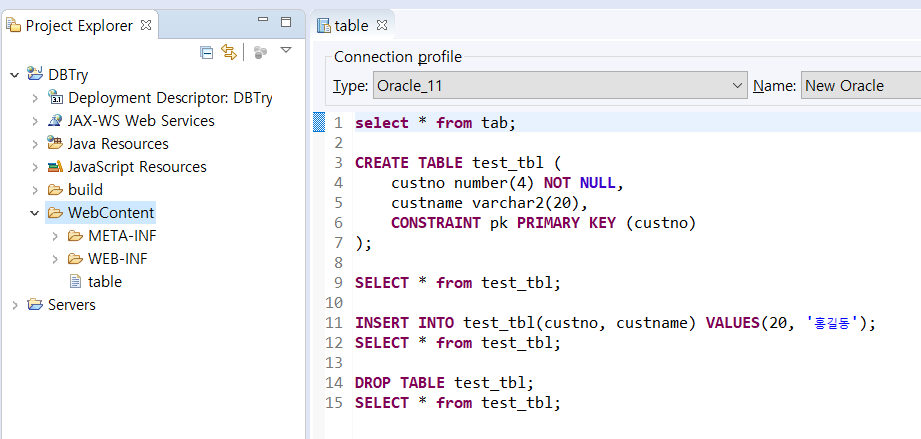 Project Explorer
DBTry
Deployment Descriptor: DBTry
JAX-WS Web Services
Java Resources
JavaScript Resources
build
WebContent
META-INF
WEB-INF
table
Servers
table
Connection profile
Type: Oracle_11 Name: New Oracle
1 select * from tab;
2
3 CREATE TABLE test_tbl (
4 custno number(4) NOT NULL,
5 custname varchar2(20),
6 CONSTRAINT pk PRIMARY KEY (custno)
7 );
8
9 SELECT * from test_tbl;
10
11 INSERT INTO test_tbl(custno, custname) VALUES(20, '홍길동');
12 SELECT * from test_tbl;
13
14 DROP TABLE test_tbl;
15 SELECT * from test_tbl;